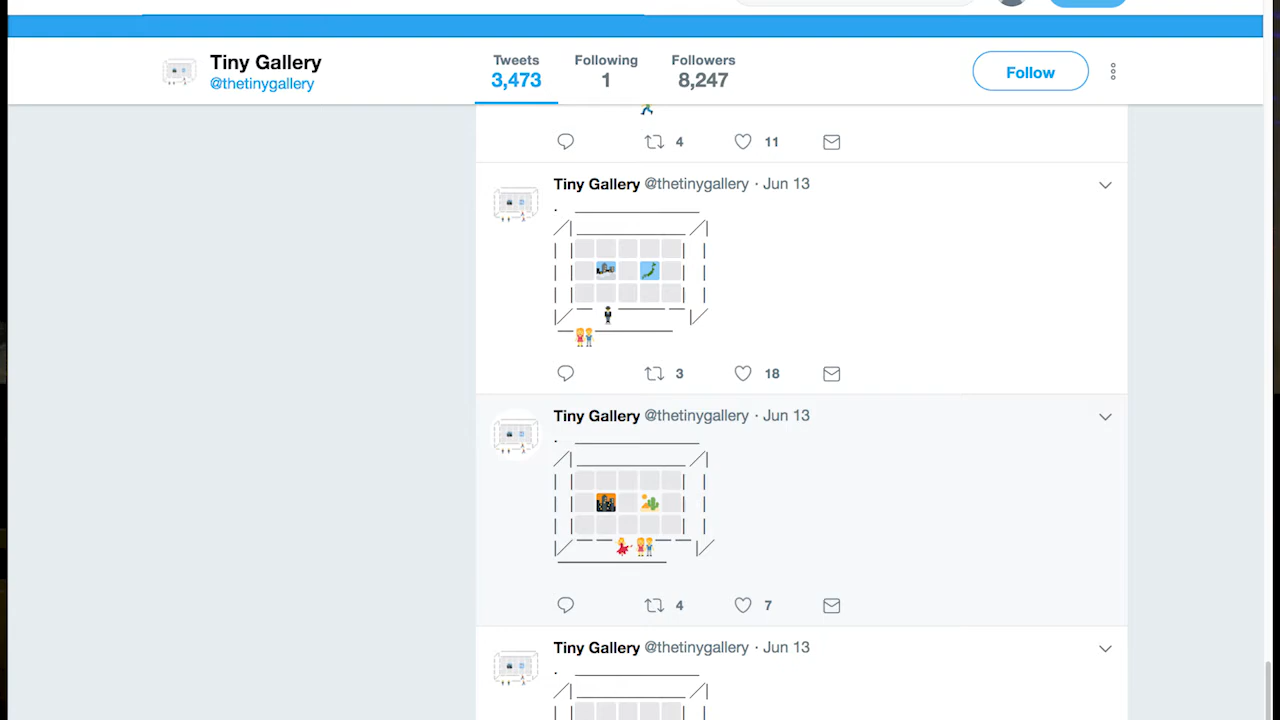 Tiny Gallery
@thetinygallery
Tweets Following Followers
3,473 1 8,247
Follow
4 11
Tiny Gallery @thetinygallery · Jun 13
3 18
Tiny Gallery @thetinygallery · Jun 13
4 7
Tiny Gallery @thetinygallery · Jun 13